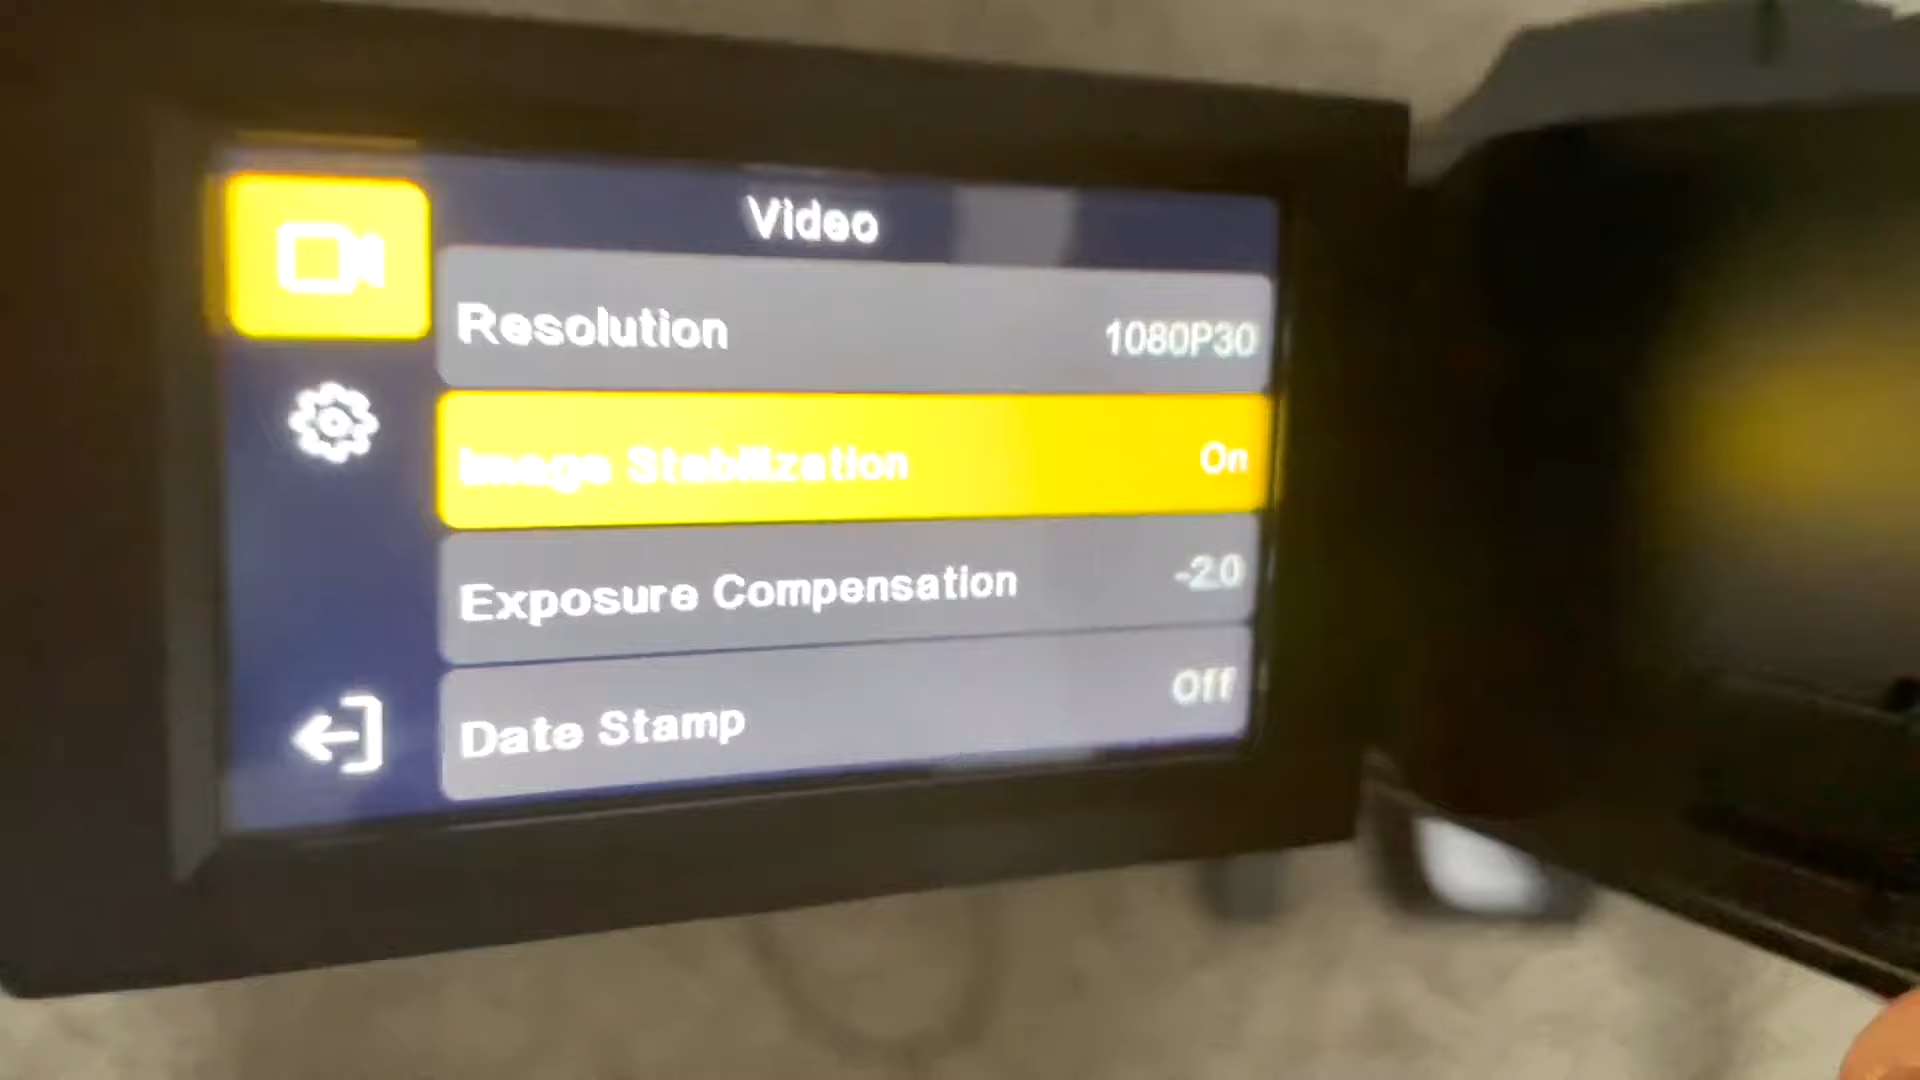 Video
Resolution 1080P30
Image Stabilization On
Exposure Compensation -2.0
Date Stamp Off